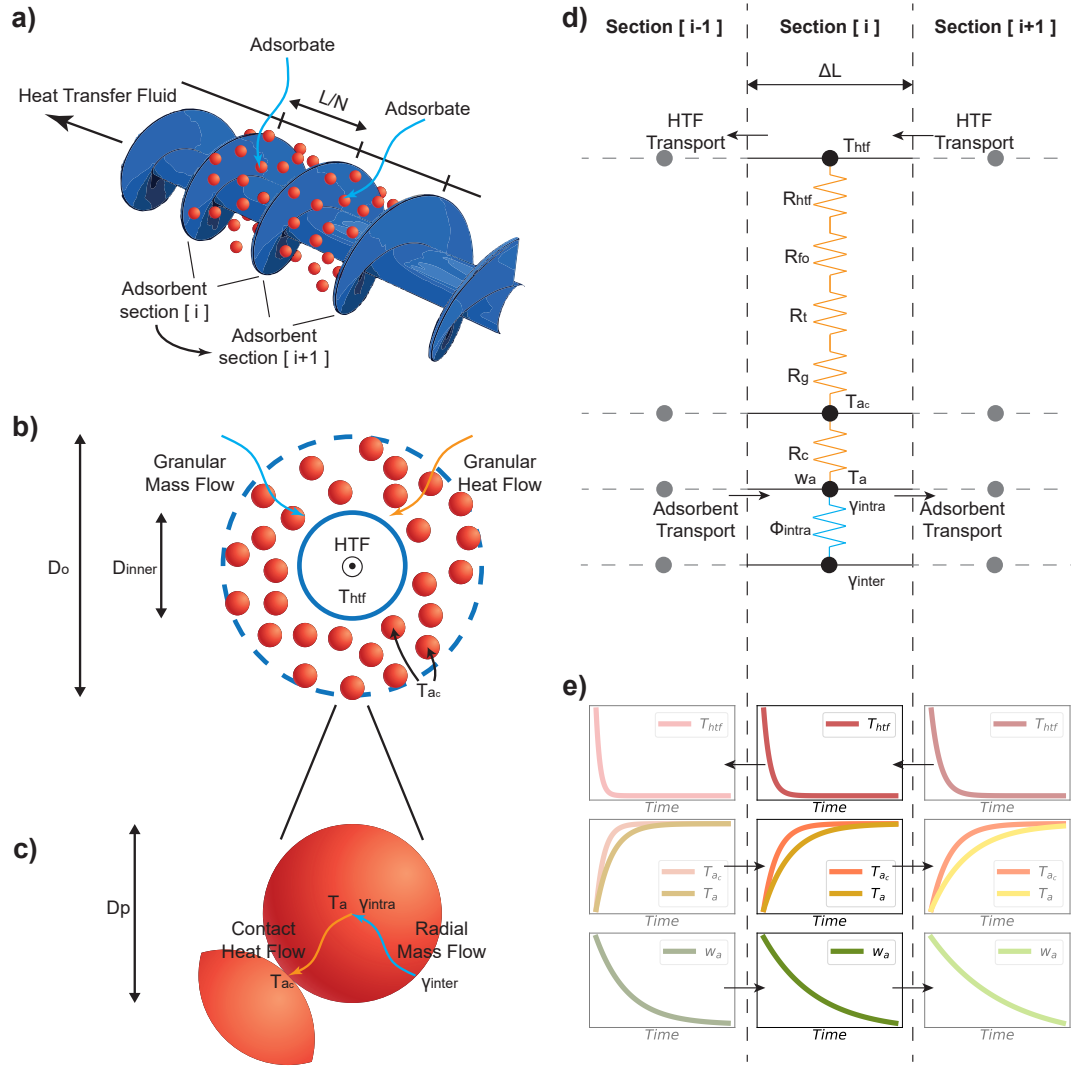 a)
Adsorbate
L/N
Adsorbate
Heat Transfer Fluid
Adsorbent
section [ i ]
Adsorbent
section [ i+1 ]
b)
Granular
Mass Flow
Granular
Heat Flow
Do
Dinner
HTF
Thtf
Tac
c)
Dp
Ta
γintra
Contact
Heat Flow
Radial
Mass Flow
Tac
γinter
d)
Section [ i-1 ]
Section [ i ]
Section [ i+1 ]
ΔL
HTF
Transport
Thtf
HTF
Transport
Rhtf
Rfo
Rt
Rg
Tac
Rc
wa
Ta
Adsorbent
Transport
γintra
Adsorbent
Transport
Φintra
γinter
e)
Thtf
Time
Thtf
Time
Thtf
Time
Tac
Ta
Time
Tac
Ta
Time
Tac
Ta
Time
wa
Time
wa
Time
wa
Time